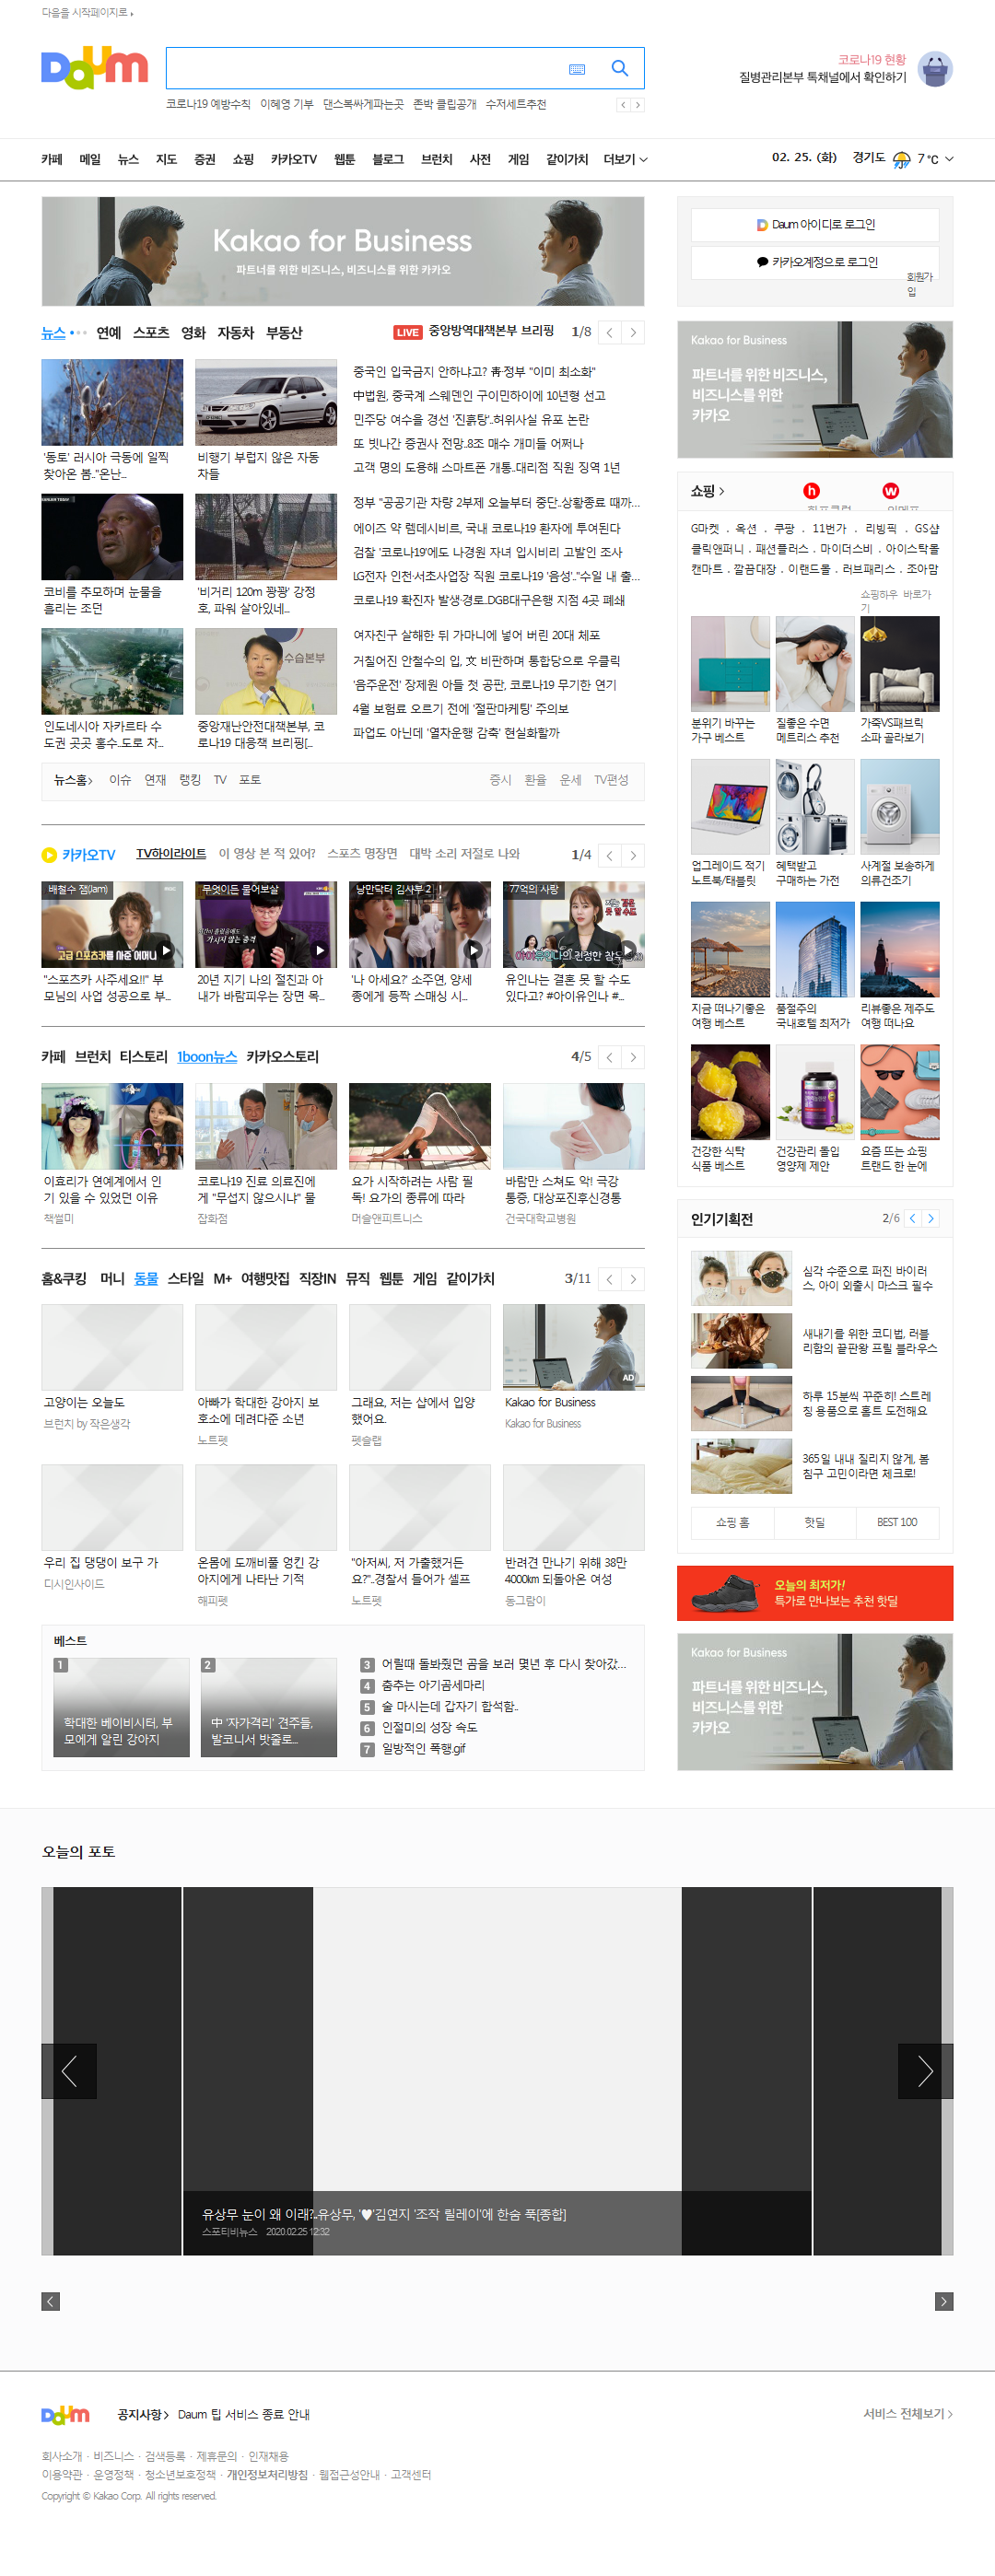 다음을 시작페이지로
Daum
코로나19 현황
질병관리본부 톡채널에서 확인하기
코로나19 예방수칙 이혜영 기부 댄스복싸게파는곳 존박 클립공개 수저세트추천
카페 메일 뉴스 지도 증권 쇼핑 카카오TV 웹툰 블로그 브런치 사전 게임 같이가치 더보기
02. 25. (화) 경기도 7 ℃
Kakao for Business
파트너를 위한 비즈니스, 비즈니스를 위한 카카오
Daum 아이디로 로그인
카카오계정으로 로그인
회원가
입
뉴스 연예 스포츠 영화 자동차 부동산
LIVE 중앙방역대책본부 브리핑 1/8
'동토' 러시아 극동에 일찍
찾아온 봄.."온난...
비행기 부럽지 않은 자동
차들
코비를 추모하며 눈물을
흘리는 조던
'비거리 120m 꽝꽝' 강정
호, 파워 살아있네...
인도네시아 자카르타 수
도권 곳곳 홍수..도로 차...
수습본부
중앙재난안전대책본부, 코
로나19 대응책 브리핑[...
중국인 입국금지 안하냐고? 靑·정부 "이미 최소화"
中법원, 중국계 스웨덴인 구이민하이에 10년형 선고
민주당 여수을 경선 '진흙탕'..허위사실 유포 논란
또 빗나간 증권사 전망..8조 매수 개미들 어쩌나
고객 명의 도용해 스마트폰 개통..대리점 직원 징역 1년
정부 "공공기관 차량 2부제 오늘부터 중단..상황종료 때까...
에이즈 약 렘데시비르, 국내 코로나19 환자에 투여된다
검찰 '코로나19'에도 나경원 자녀 입시비리 고발인 조사
LG전자 인천·서초사업장 직원 코로나19 '음성'.."수일 내 출...
코로나19 확진자 발생·경로..DGB대구은행 지점 4곳 폐쇄
여자친구 살해한 뒤 가마니에 넣어 버린 20대 체포
거칠어진 안철수의 입, 文 비판하며 통합당으로 우클릭
'음주운전' 장제원 아들 첫 공판, 코로나19 무기한 연기
4월 보험료 오르기 전에 '절판마케팅' 주의보
파업도 아닌데 '열차운행 감축' 현실화할까
뉴스홈 이슈 연재 랭킹 TV 포토 증시 환율 운세 TV편성
카카오TV TV하이라이트 이 영상 본 적 있어? 스포츠 명장면 대박 소리 저절로 나와 1/4
배철수 잼(Jam)
고급 스포츠카를 사준 어머니
"스포츠카 사주세요!!" 부
모님의 사업 성공으로 부...
무엇이든 물어보살
20년 지기 나의 절친과 아
내가 바람피우는 장면 목...
낭만닥터 김사부 2
'나 아세요?' 소주연, 양세
종에게 등짝 스매싱 시...
77억의 사랑
유인나는 결혼 못 할 수도
있다고? #아이유인나 #...
카페 브런치 티스토리 1boon뉴스 카카오스토리 4/5
이효리가 연예계에서 인
기 있을 수 있었던 이유
책썰미
코로나19 진료 의료진에
게 "무섭지 않으시냐" 물
잡화점
요가 시작하려는 사람 필
독! 요가의 종류에 따라
머슬앤피트니스
바람만 스쳐도 악! 극강
통증, 대상포진후신경통
건국대학교병원
홈&쿠킹 머니 동물 스타일 M+ 여행맛집 직장IN 뮤직 웹툰 게임 같이가치 3/11
고양이는 오늘도
브런치 by 작은생각
아빠가 학대한 강아지 보
호소에 데려다준 소년
노트펫
그래요, 저는 샵에서 입양
했어요.
펫슬랩
AD
Kakao for Business
Kakao for Business
우리 집 댕댕이 보구 가
디시인사이드
온몸에 도깨비풀 엉킨 강
아지에게 나타난 기적
해피펫
"아저씨, 저 가출했거든
요?"..경찰서 들어가 셀프
노트펫
반려견 만나기 위해 38만
4000km 되돌아온 여성
동그람이
베스트
1 학대한 베이비시터, 부
모에게 알린 강아지
2 中 '자가격리' 견주들,
발코니서 밧줄로...
3 어릴때 돌봐줬던 곰을 보러 몇년 후 다시 찾아갔...
4 춤추는 아기곰세마리
5 술 마시는데 갑자기 합석함..
6 인절미의 성장 속도
7 일방적인 폭행.gif
Kakao for Business
파트너를 위한 비즈니스,
비즈니스를 위한
카카오
쇼핑
G마켓 . 옥션 . 쿠팡 . 11번가 . 리빙픽 . GS샵
클릭앤퍼니 . 패션플러스 . 마이더스비 . 아이스탁몰
캔마트 . 깔끔대장 . 이랜드몰 . 러브패리스 . 조아맘
쇼핑하우 바로가
기
분위기 바꾸는
가구 베스트
질좋은 수면
메트리스 추천
가죽VS패브릭
소파 골라보기
업그레이드 적기
노트북/태블릿
혜택받고
구매하는 가전
사계절 보송하게
의류건조기
지금 떠나기좋은
여행 베스트
품절주의
국내호텔 최저가
리뷰좋은 제주도
여행 떠나요
건강한 식탁
식품 베스트
건강관리 돌입
영양제 제안
요즘 뜨는 쇼핑
트랜드 한 눈에
인기기획전 2/6
심각 수준으로 퍼진 바이러
스, 아이 외출시 마스크 필수
새내기를 위한 코디법, 러블
리함의 끝판왕 프릴 블라우스
하루 15분씩 꾸준히! 스트레
칭 용품으로 홈트 도전해요
365일 내내 질리지 않게, 봄
침구 고민이라면 체크로!
쇼핑 홈 핫딜 BEST 100
오늘의 최저가!
특가로 만나보는 추천 핫딜
Kakao for Business
파트너를 위한 비즈니스,
비즈니스를 위한
카카오
오늘의 포토
유상무 눈이 왜 이래?..유상무, '♥'김연지 '조작 릴레이'에 한숨 푹[종합]
스포티비뉴스 2020.02.25 12:32
Daum 공지사항 Daum 팁 서비스 종료 안내 서비스 전체보기
회사소개 · 비즈니스 · 검색등록 · 제휴문의 · 인재채용
이용약관 · 운영정책 · 청소년보호정책 · 개인정보처리방침 · 웹접근성안내 · 고객센터
Copyright © Kakao Corp. All rights reserved.